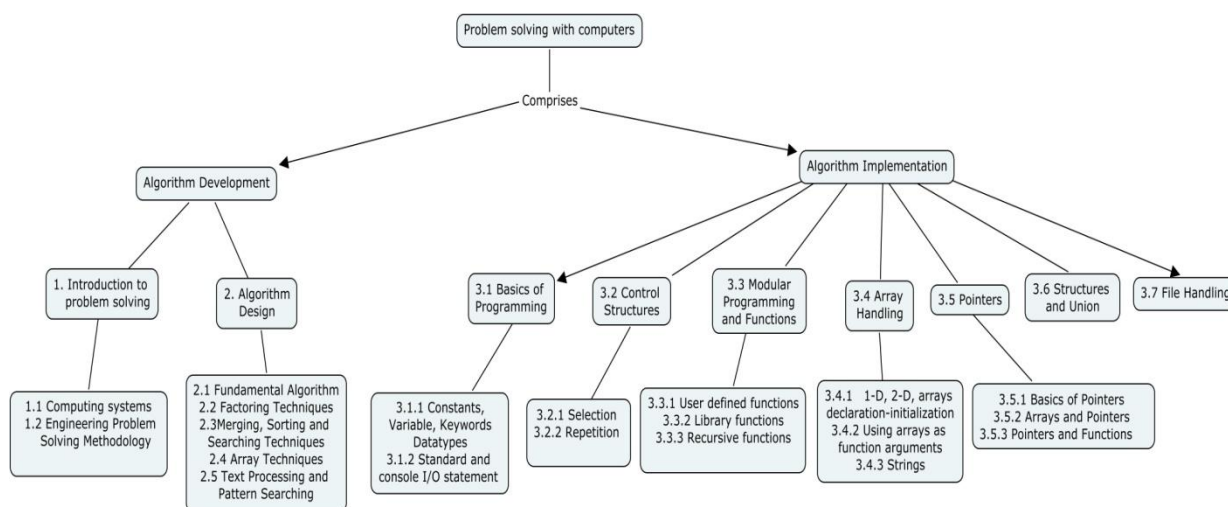 Problem solving with computers
Comprises
Algorithm Development
Algorithm Implementation
1. Introduction to
problem solving
2. Algorithm
Design
3.1 Basics of
Programming
3.2 Control
Structures
3.3 Modular
Programming
and Functions
3.4 Array
Handling
3.5 Pointers
3.6 Structures
and Union
3.7 File Handling
1.1 Computing systems
1.2 Engineering Problem
Solving Methodology
2.1 Fundamental Algorithm
2.2 Factoring Techniques
2.3Merging, Sorting and
Searching Techniques
2.4 Array Techniques
2.5 Text Processing and
Pattern Searching
3.1.1 Constants,
Variable, Keywords
Datatypes
3.1.2 Standard and
console I/O statement
3.2.1 Selection
3.2.2 Repetition
3.3.1 User defined functions
3.3.2 Library functions
3.3.3 Recursive functions
3.4.1 1-D, 2-D, arrays
declaration-initialization
3.4.2 Using arrays as
function arguments
3.4.3 Strings
3.5.1 Basics of Pointers
3.5.2 Arrays and Pointers
3.5.3 Pointers and Functions